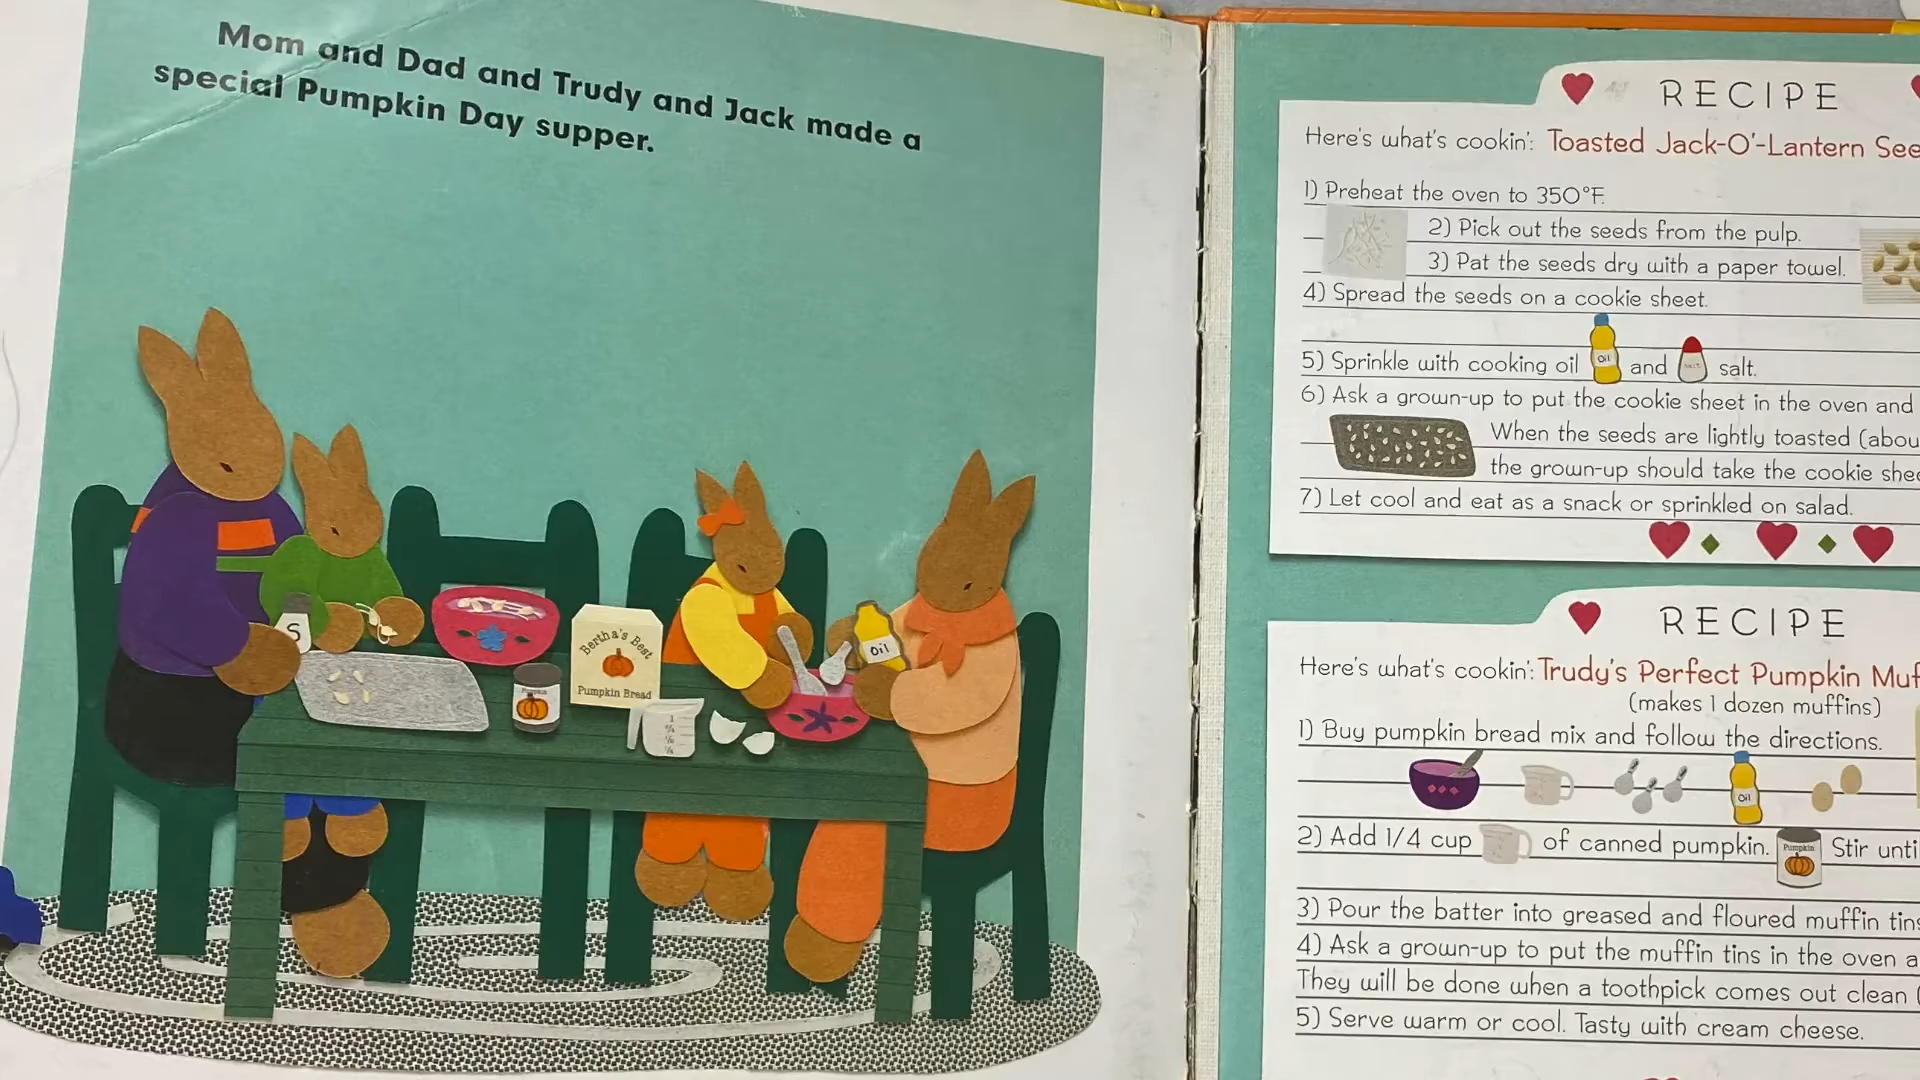 Mom and Dad and Trudy and Jack made a
special Pumpkin Day supper.
S
Bertha's Best
Pumpkin Bread
Pumpkin
Oil
1
RECIPE
Here's what's cookin': Toasted Jack-O'-Lantern
1) Preheat the oven to 350°F.
2) Pick out the seeds from the pulp.
3) Pat the seeds dry with a paper towel.
4) Spread the seeds on a cookie sheet.
5) Sprinkle with cooking oil Oil and SALT salt.
6) Ask a grown-up to put the cookie sheet in the oven and
When the seeds are lightly toasted
the grown-up should take the cookie
7) Let cool and eat as a snack or sprinkled on salad.
RECIPE
Here's what's cookin': Trudy's Perfect Pumpkin
(makes 1 dozen muffins)
1) Buy pumpkin bread mix and follow the directions.
Oil
2) Add 1/4 cup of canned pumpkin. Pumpkin Stir
3) Pour the batter into greased and floured muffin
4) Ask a grown-up to put the muffin tins in the oven
They will be done when a toothpick comes out clean
5) Serve warm or cool. Tasty with cream cheese.